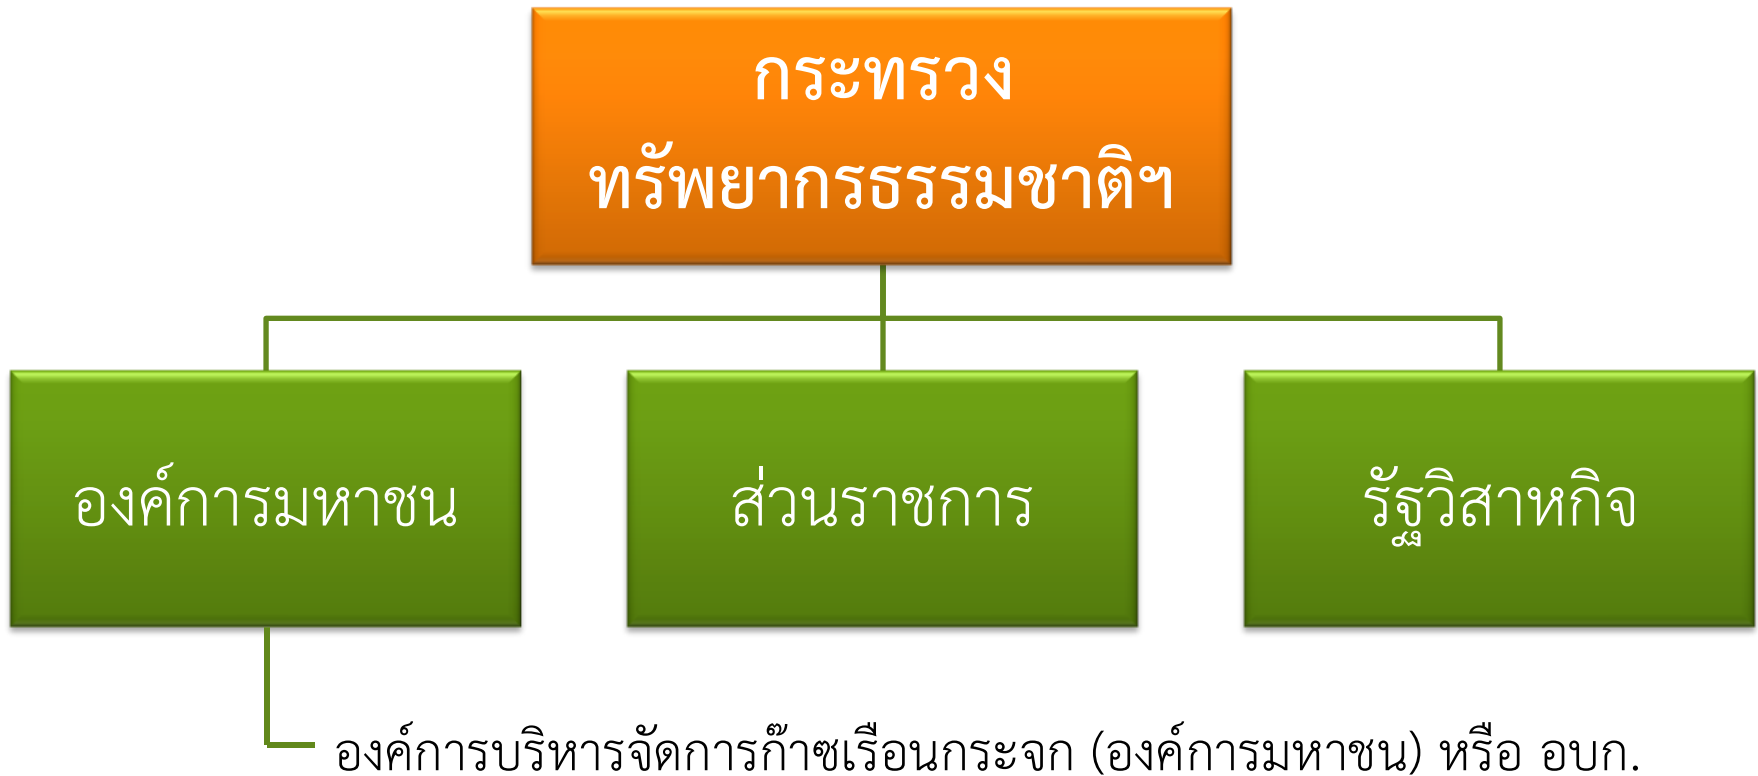 กระทรวง
ทรัพยากรธรรมชาติฯ
องค์การมหาชน
ส่วนราชการ
รัฐวิสาหกิจ
องค์การบริหารจัดการก๊าซเรือนกระจก (องค์การมหาชน) หรือ อบก.